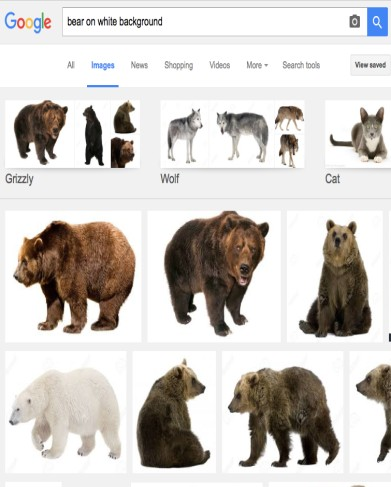 Google bear on white background
All Images News Shopping Videos More Search tools View saved
Grizzly Wolf Cat